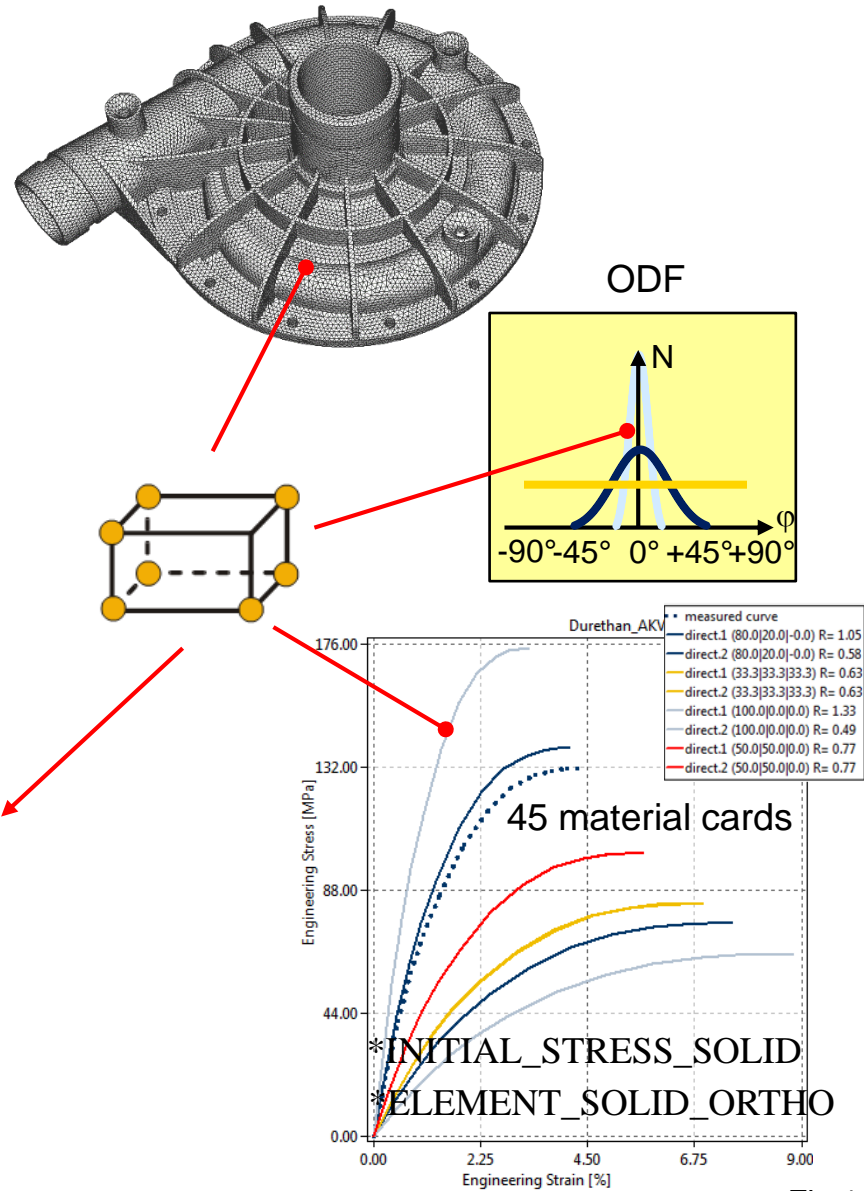 ODF
N
φ
-90°-45° 0° +45°+90°
Durethan_AKV
measured curve
direct.1 (80.0|20.0|-0.0) R= 1.05
direct.2 (80.0|20.0|-0.0) R= 0.58
direct.1 (33.3|33.3|33.3) R= 0.63
direct.2 (33.3|33.3|33.3) R= 0.63
direct.1 (100.0|0.0|0.0) R= 1.33
direct.2 (100.0|0.0|0.0) R= 0.49
direct.1 (50.0|50.0|0.0) R= 0.77
direct.2 (50.0|50.0|0.0) R= 0.77
176.00
132.00
88.00
44.00
0.00
Engineering Stress [MPa]
45 material cards
*INITIAL_STRESS_SOLID
*ELEMENT_SOLID_ORTHO
0.00 2.25 4.50 6.75 9.00
Engineering Strain [%]